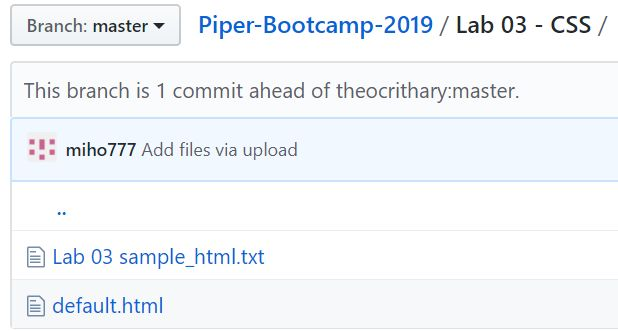 Branch: master Piper-Bootcamp-2019 / Lab 03 - CSS /
This branch is 1 commit ahead of theocrithary:master.
miho777 Add files via upload
..
Lab 03 sample_html.txt
default.html